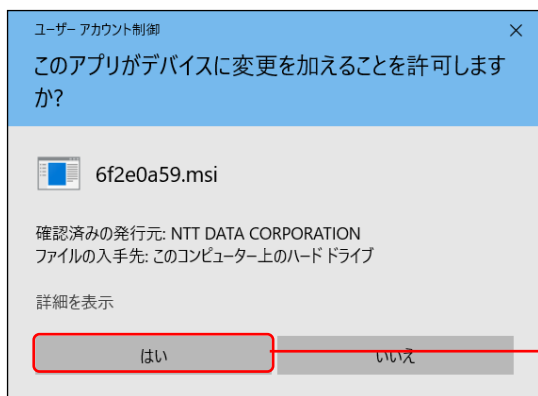 ユーザー アカウント制御
このアプリがデバイスに変更を加えることを許可します
か?
6f2e0a59.msi
確認済みの発行元: NTT DATA CORPORATION
ファイルの入手先: このコンピューター上のハード ドライブ
詳細を表示
はい
いいえ